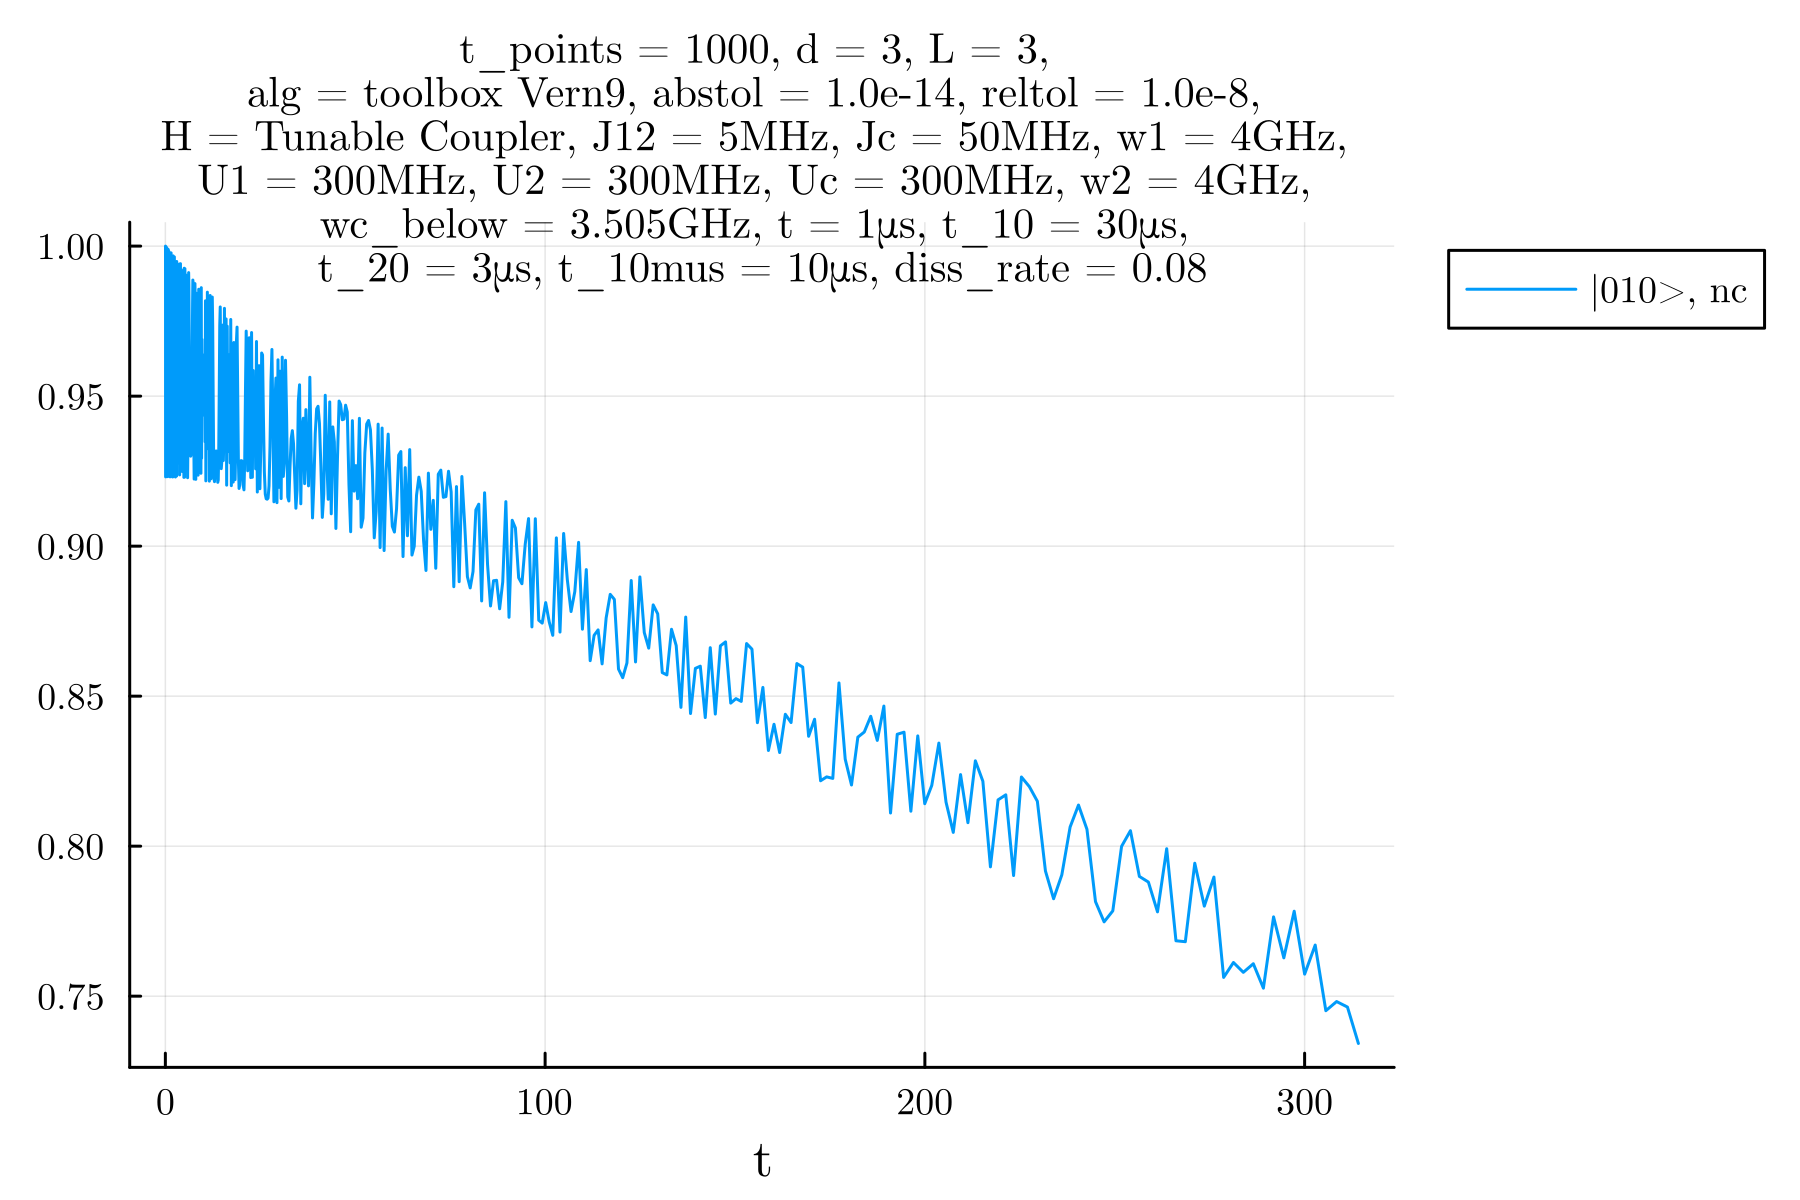 t_points = 1000, d = 3, L = 3,
alg = toolbox Vern9, abstol = 1.0e-14, reltol = 1.0e-8,
H = Tunable Coupler, J12 = 5MHz, Jc = 50MHz, w1 = 4GHz,
U1 = 300MHz, U2 = 300MHz, Uc = 300MHz, w2 = 4GHz,
wc_below = 3.505GHz, t = 1μs, t_10 = 30μs,
t_20 = 3μs, t_10mus = 10μs, diss_rate = 0.08
|010>, nc
1.00
0.95
0.90
0.85
0.80
0.75
0 100 200 300
t